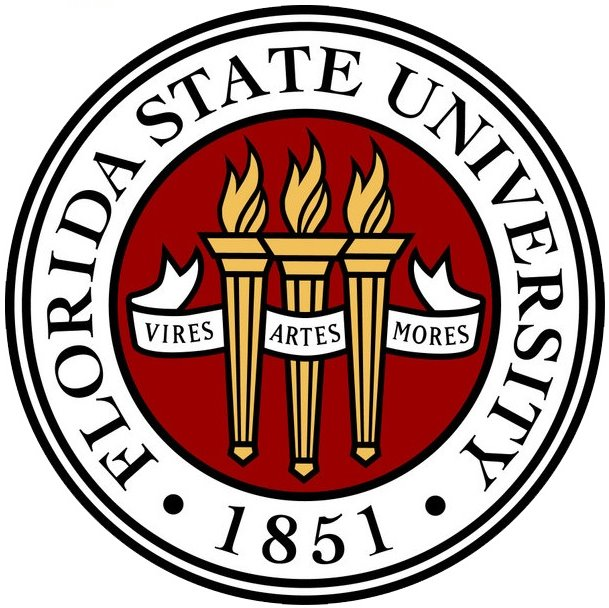 FLORIDA STATE UNIVERSITY
VIRES ARTES MORES
• 1851 •